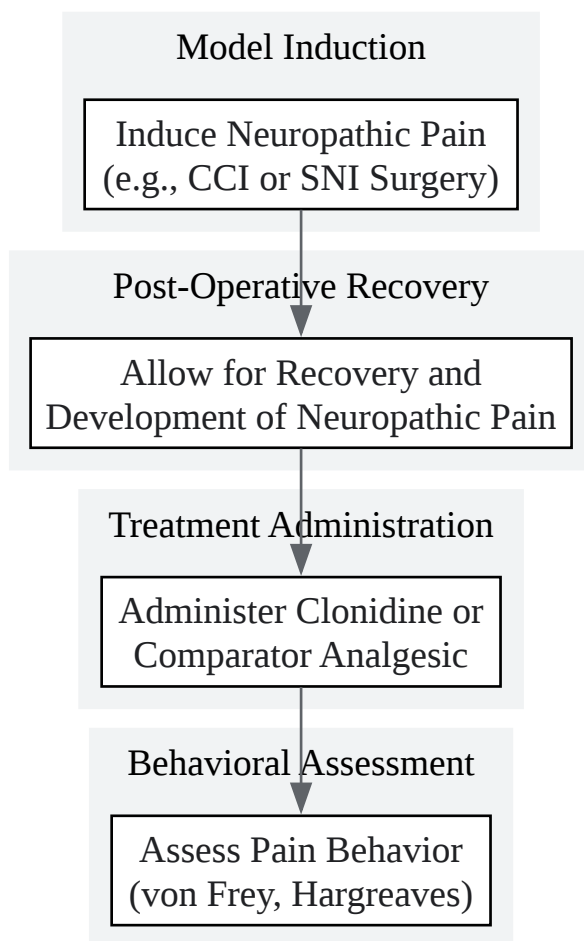 Model Induction
Induce Neuropathic Pain
(e.g., CCI or SNI Surgery)
Post-Operative Recovery
Allow for Recovery and
Development of Neuropathic Pain
Treatment Administration
Administer Clonidine or
Comparator Analgesic
Behavioral Assessment
Assess Pain Behavior
(von Frey, Hargreaves)